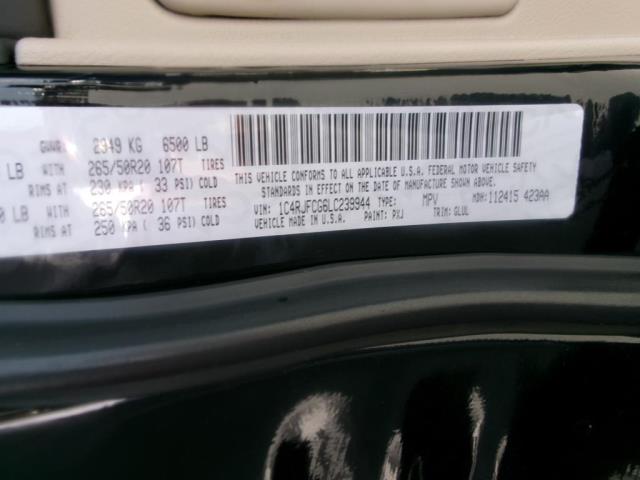 GVWR 2949 KG 6500 LB
LB WITH 265/50R20 107T TIRES
RIMS AT 230 KPA ( 33 PSI) COLD
LB WITH 265/50R20 107T TIRES
RIMS AT 250 KPA ( 36 PSI) COLD
THIS VEHICLE CONFORMS TO ALL APPLICABLE U.S.A. FEDERAL MOTOR VEHICLE SAFETY
STANDARDS IN EFFECT ON THE DATE OF MANUFACTURE SHOWN ABOVE.
VIN: 1C4RJFCG6LC239944 TYPE: MPV MDH:112415 423AA
VEHICLE MADE IN U.S.A. PAINT: PXJ TRIM: GLUL